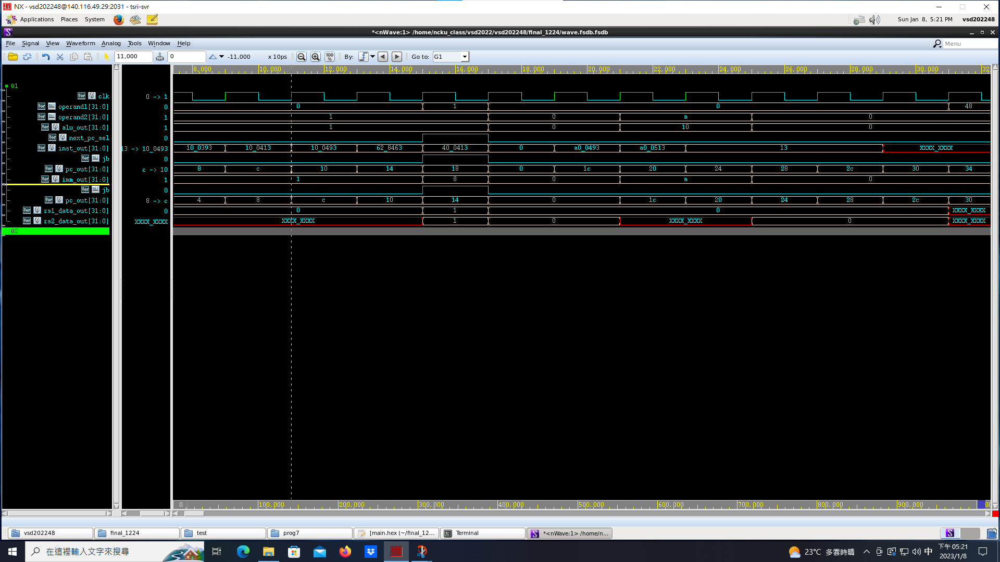 NX - vsd202248@140.116.49.29:2031 - tsri-svr
Applications Places System Sun Jan 8, 5:21 PM vsd202248
*<nWave:1> /home/ncku_class/vsd2022/vsd202248/final_1224/wave.fsdb.fsdb
File Signal View Waveform Analog Tools Window Help Menu
11,000 0 -11,000 x 10ps 100% By: Go to: G1
8,000 10,000 12,000 14,000 16,000 18,000 20,000 22,000 24,000 26,000 28,000 30,000 32
G1
clk 0 -> 1
operand1[31:0] 0 0 1 0 48
operand2[31:0] 1 1 0 a 0
alu_out[31:0] 1 1 0 10 0
next_pc_sel 0
inst_out[31:0] 13 -> 10_0493 10_0393 10_0413 10_0493 62_8463 40_0413 0 a0_0493 a0_0513 13 XXXX_XXXX
jb 0
pc_out[31:0] c -> 10 8 c 10 14 18 0 1c 20 24 28 2c 30 34
imm_out[31:0] 1 1 8 0 a 0
jb 0
pc_out[31:0] 8 -> c 4 8 c 10 14 0 1c 20 24 28 2c 30
rs1_data_out[31:0] 0 0 1 0 XXXX_XXXX
rs2_data_out[31:0] XXXX_XXXX XXXX_XXXX 1 0 XXXX_XXXX 0 XXXX_XXXX
G2
0 100,000 200,000 300,000 400,000 500,000 600,000 700,000 800,000 900,000
vsd202248 final_1224 test prog7 [main.hex (~/final_12... Terminal *<nWave:1> /home/n...
在這裡輸入文字來搜尋 23°C 多雲時晴 中 下午 05:21
2023/1/8